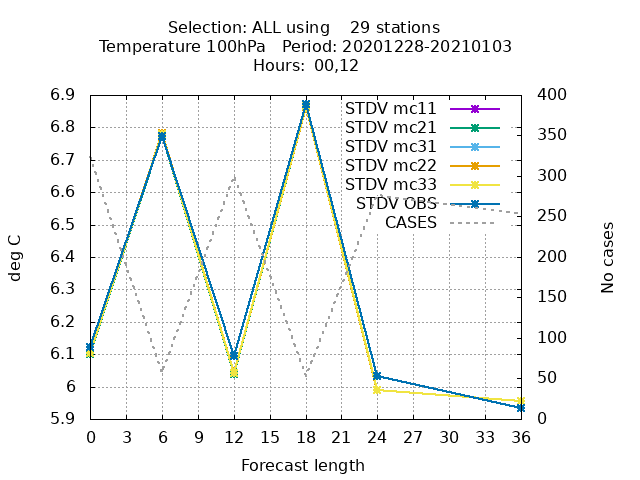 Selection: ALL using    29 stations
Temperature 100hPa   Period: 20201228-20210103
Hours:  00,12
6.9
6.8
6.7
6.6
6.5
6.4
6.3
6.2
6.1
6
5.9
deg C
STDV mc11
STDV mc21
STDV mc31
STDV mc22
STDV mc33
STDV OBS
CASES
400
350
300
250
200
150
100
50
0
No cases
0 3 6 9 12 15 18 21 24 27 30 33 36
Forecast length